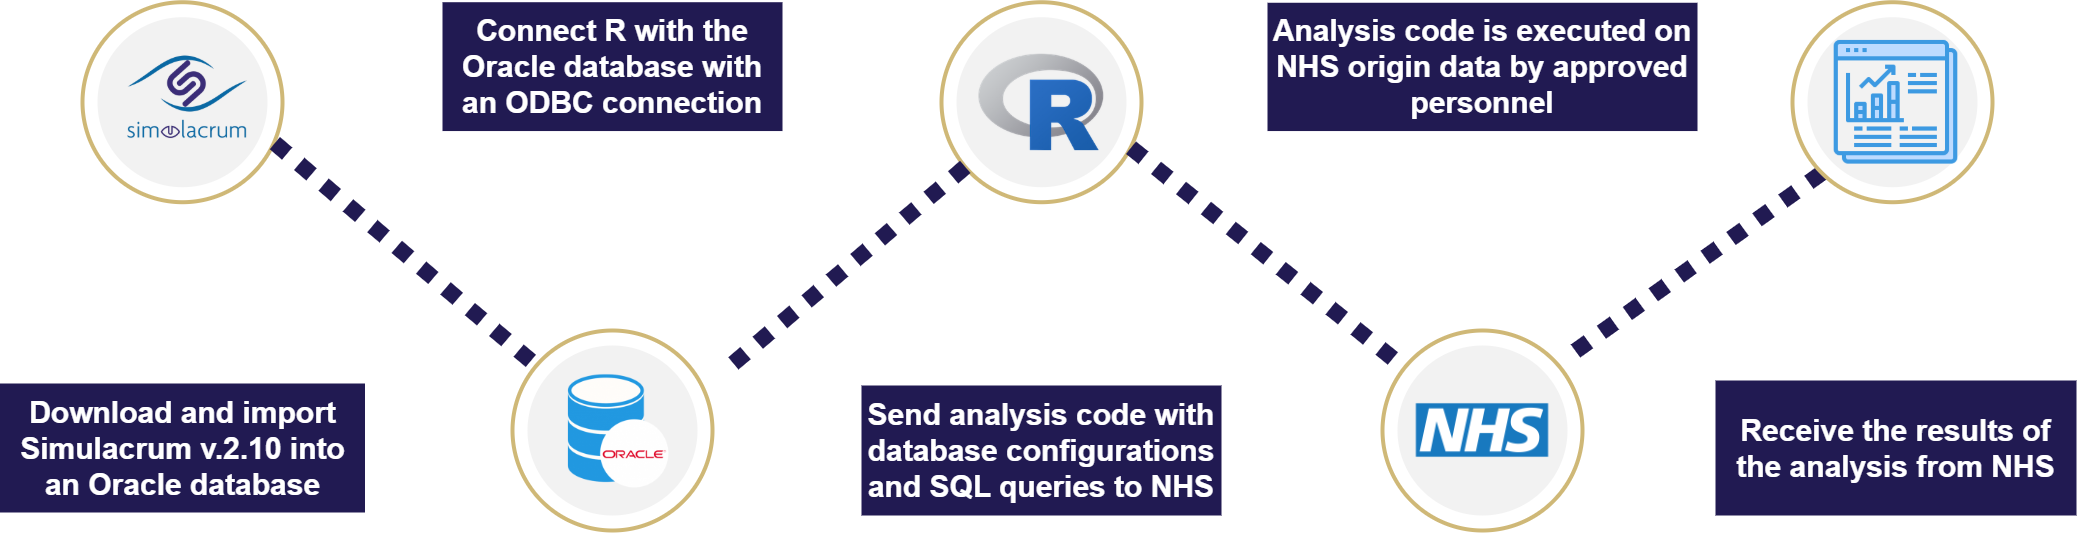 simulacrum
Download and import
Simulacrum v.2.10 into
an Oracle database
Connect R with the
Oracle database with
an ODBC connection
ORACLE
R
Send analysis code with
database configurations
and SQL queries to NHS
Analysis code is executed on
NHS origin data by approved
personnel
NHS
Receive the results of
the analysis from NHS